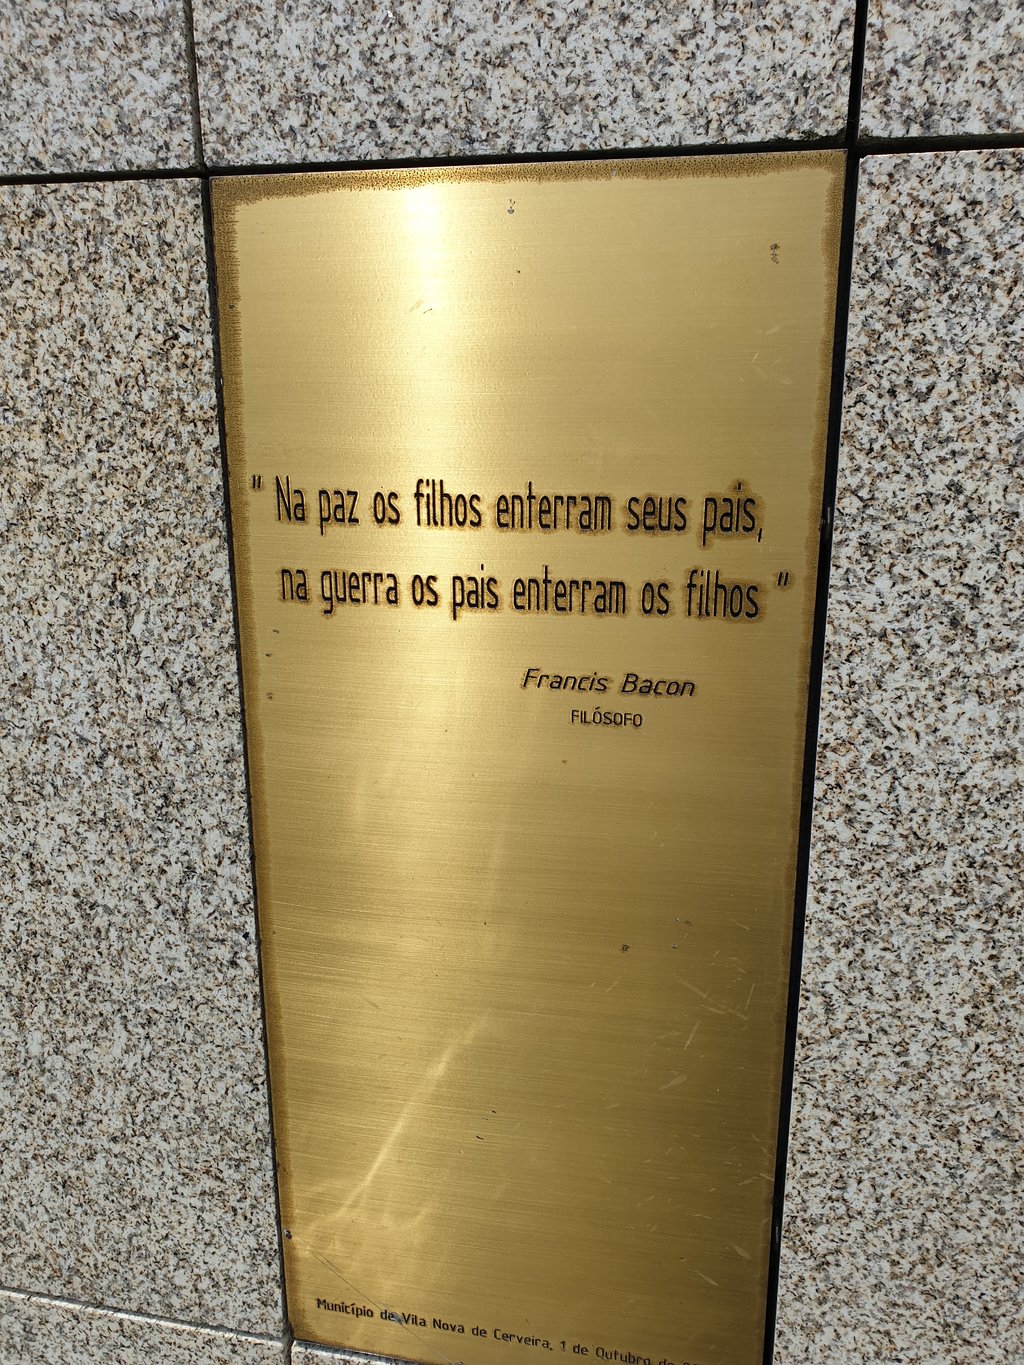 " Na paz os filhos enterram seus pais,
na guerra os pais enterram os filhos "
Francis Bacon
FILÓSOFO
Município de Vila Nova de Cerveira, 1 de Outubro de